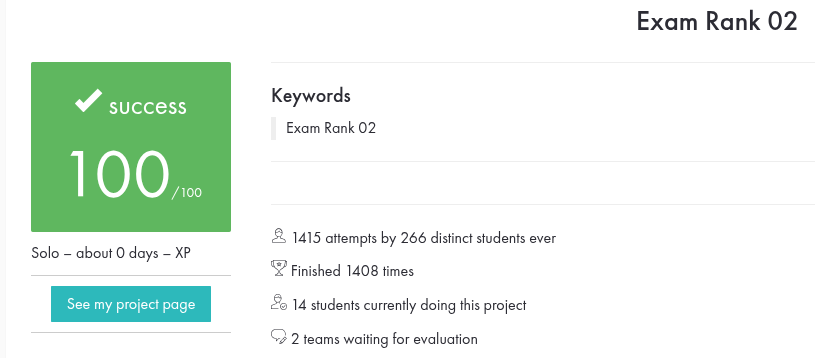 Exam Rank 02
success
100/100
Solo – about 0 days – XP
See my project page
Keywords
Exam Rank 02
1415 attempts by 266 distinct students ever
Finished 1408 times
14 students currently doing this project
2 teams waiting for evaluation